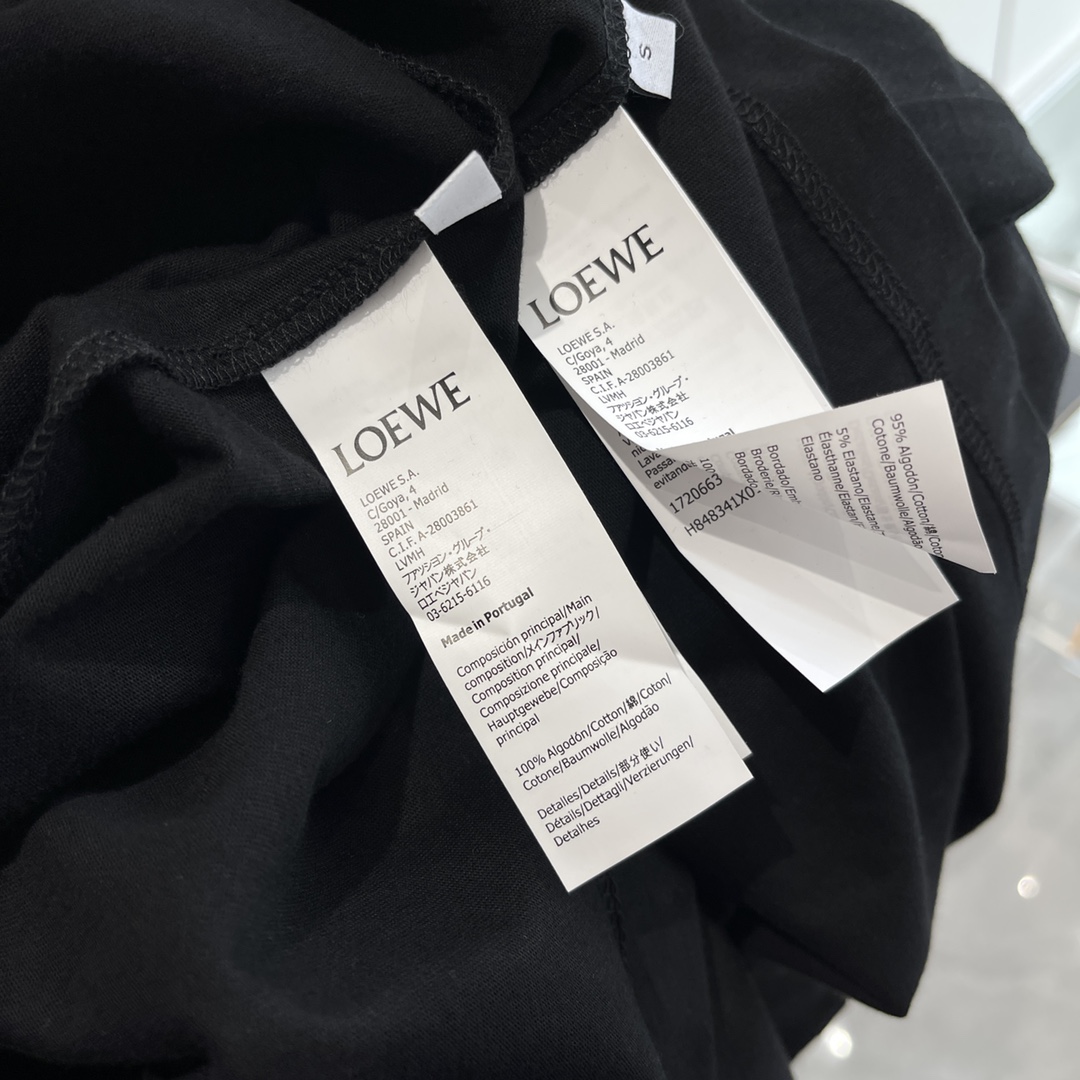 S
LOEWE
LOEWE S.A.
C/Goya, 4
28001 - Madrid
SPAIN
C.I.F. A-28003861
LVMH
ファッション・グループ・
ジャパン株式会社
ロエベジャパン
03-6215-6116
Made in Portugal
Composición principal/Main
composition/メインファブリック/
Composition principal/
Composizione principale/
Hauptgewebe/Composição
principal
100% Algodón/Cotton/綿/Coton/
Cotone/Baumwolle/Algodão
Detalles/Details/部分使い/
Détails/Dettagli/Verzierungen/
Detalhes
LOEWE
LOEWE S.A.
C/Goya, 4
28001 - Madrid
SPAIN
C.I.F. A-28003861
LVMH
ファッション・グループ・
ジャパン株式会社
ロエベジャパン
03-6215-6116
evitando
1720663
H848341X0
95% Algodón/Cotton/綿/
Cotone/Baumwolle/Algodão
5% Elastano/Elastane/
Élasthanne/Elastan/
Elastano
Bordado/
Broderie/
Bordado
100